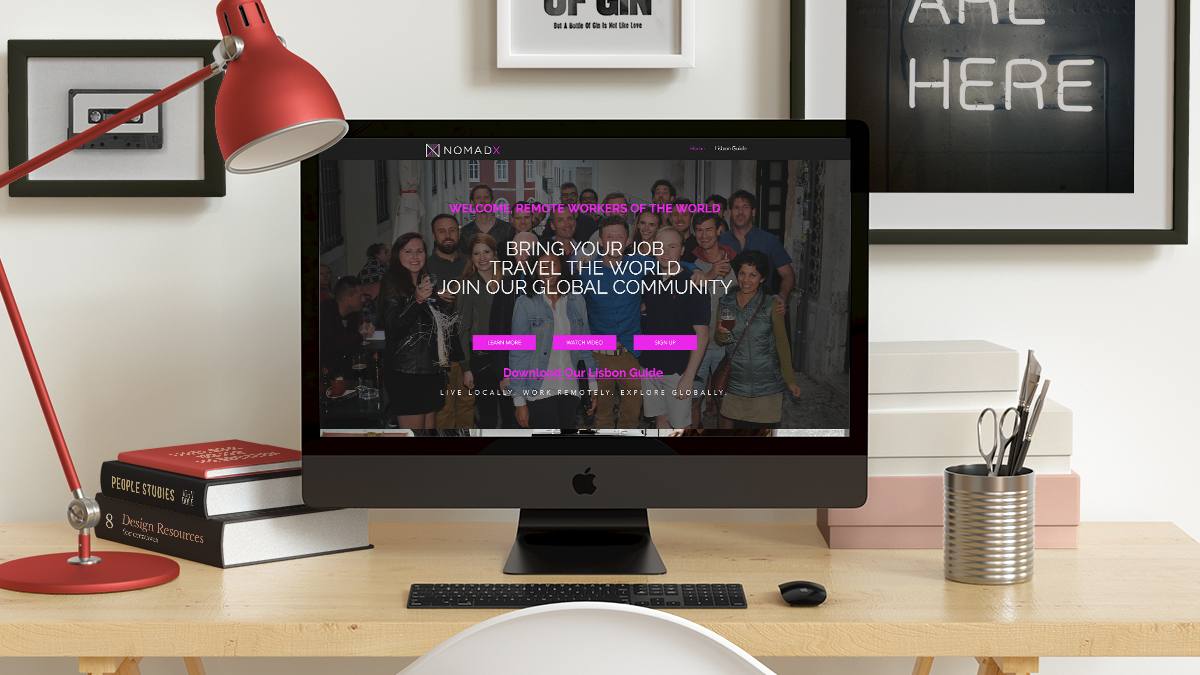 OF GIN
But A Bottle Of Gin Is Not Like Love
ARE
HERE
NOMADX
Home
Lisbon Guide
WELCOME, REMOTE WORKERS OF THE WORLD
BRING YOUR JOB
TRAVEL THE WORLD
JOIN OUR GLOBAL COMMUNITY
LEARN MORE
WATCH VIDEO
SIGN UP
Download Our Lisbon Guide
LIVE LOCALLY. WORK REMOTELY. EXPLORE GLOBALLY.
PEOPLE STUDIES
8 Design Resources
for creatives